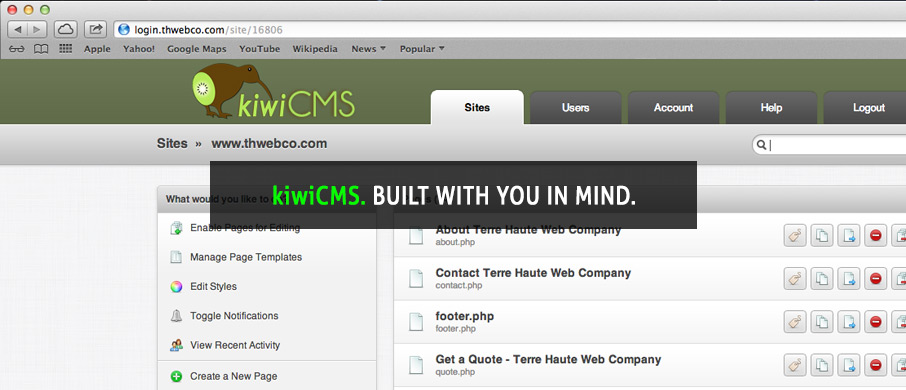 login.thwebco.com/site/16806
Apple Yahoo! Google Maps YouTube Wikipedia News Popular
kiwiCMS
Sites Users Account Help Logout
Sites » www.thwebco.com
kiwiCMS. BUILT WITH YOU IN MIND.
What would you like to
Enable Pages for Editing
Manage Page Templates
Edit Styles
Toggle Notifications
View Recent Activity
Create a New Page
About Terre Haute Web Company
about.php
Contact Terre Haute Web Company
contact.php
footer.php
footer.php
Get a Quote - Terre Haute Web Company
quote.php